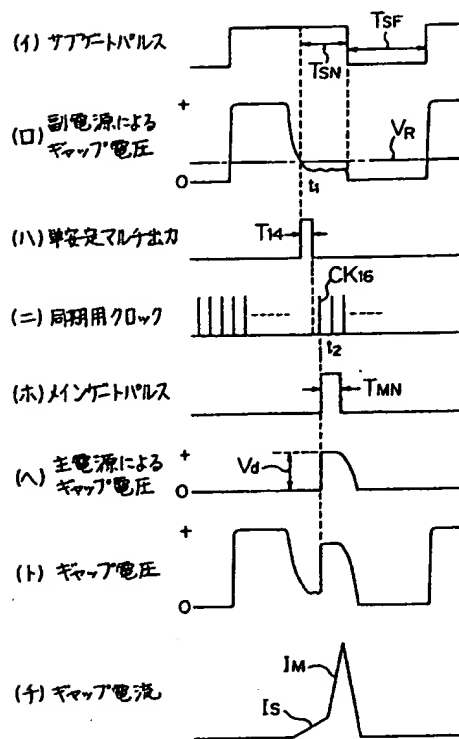 (イ) サブゲートパルス
TSN
TSF
(ロ) 副電源による
ギャップ電圧
+
0
VR
t1
(ハ) 単安定マルチ出力
T14
(ニ) 同期用クロック
CK16
t2
(ホ) メインゲートパルス
TMN
(ヘ) 主電源による
ギャップ電圧
+
0
Vd
(ト) ギャップ電圧
+
0
(チ) ギャップ電流
IS
IM